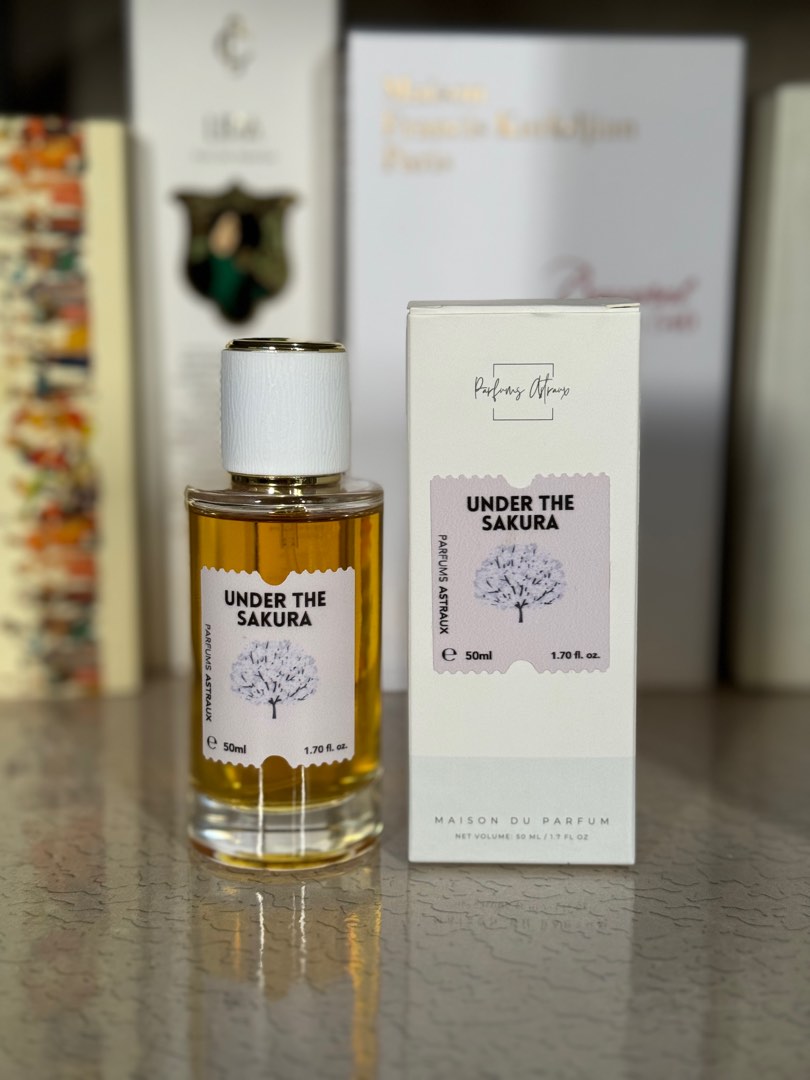 Maison
Francis Kurkdjian
Paris
Parfums Astraux
UNDER THE
SAKURA
PARFUMS ASTRAUX
℮ 50ml
1.70 fl. oz.
MAISON DU PARFUM
NET VOLUME: 50 ML / 1.7 FL OZ
UNDER THE
SAKURA
PARFUMS ASTRAUX
℮ 50ml
1.70 fl. oz.